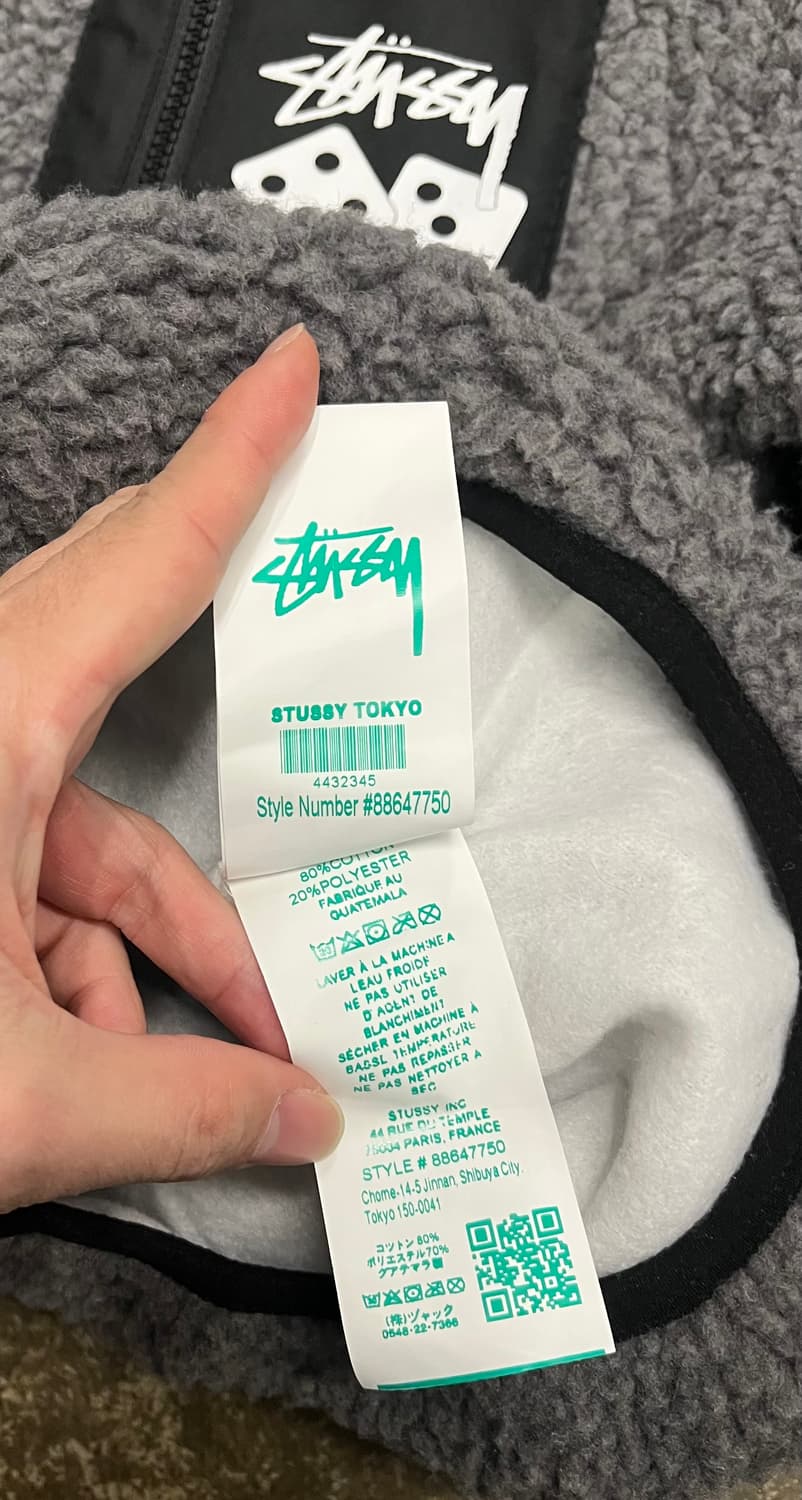 Stüssy
Stüssy
STUSSY TOKYO
4432345
Style Number #88647750
80%COTTON
20%POLYESTER
FABRIQUE AU
GUATEMALA
LAVER À LA MACHINE A
LEAU FROIDE
NE PAS UTILISER
D'AGENT DE
BLANCHIMENT
SÉCHER EN MACHINE À
BASSL TEMPERATURE
NE PAS REPASSER
NE PAS NETTOYER A
SEC
STUSSY INC
44 RUE DU TEMPLE
75004 PARIS, FRANCE
STYLE # 88647750
Chome-14-5 Jinnan, Shibuya City.
Tokyo 150-0041
コットン 80%
ポリエステル70%
グアテマラ製
(株)ヅャック
0548-22-7366